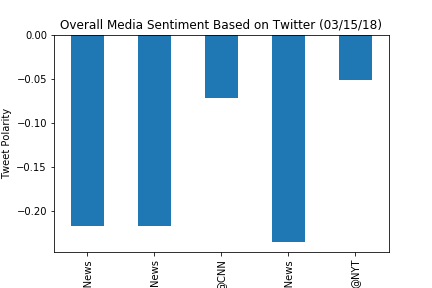 Overall Media Sentiment Based on Twitter (03/15/18)
0.00
−0.05
−0.10
−0.15
−0.20
Tweet Polarity
News
News
@CNN
News
@NYT